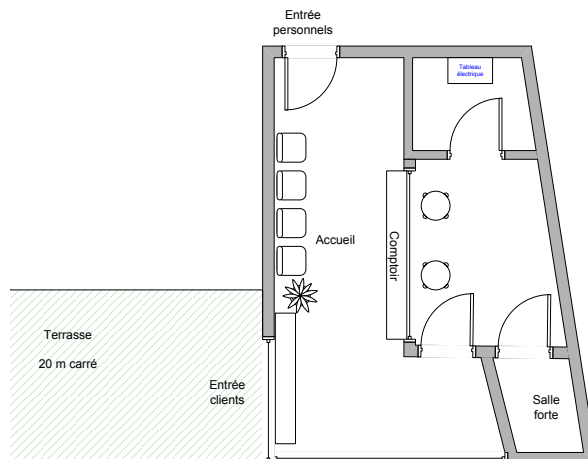 Entrée
personnels
Tableau
électrique
Accueil
Comptoir
Terrasse
20 m carré
Entrée
clients
Salle
forte